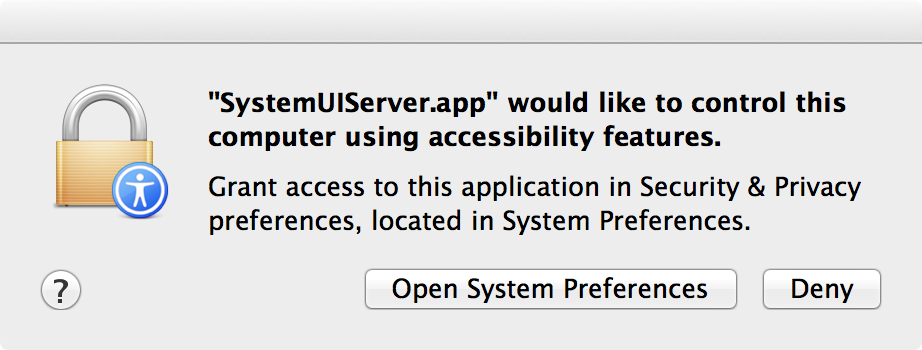 "SystemUIServer.app" would like to control this
computer using accessibility features.
Grant access to this application in Security & Privacy
preferences, located in System Preferences.
?
Open System Preferences
Deny